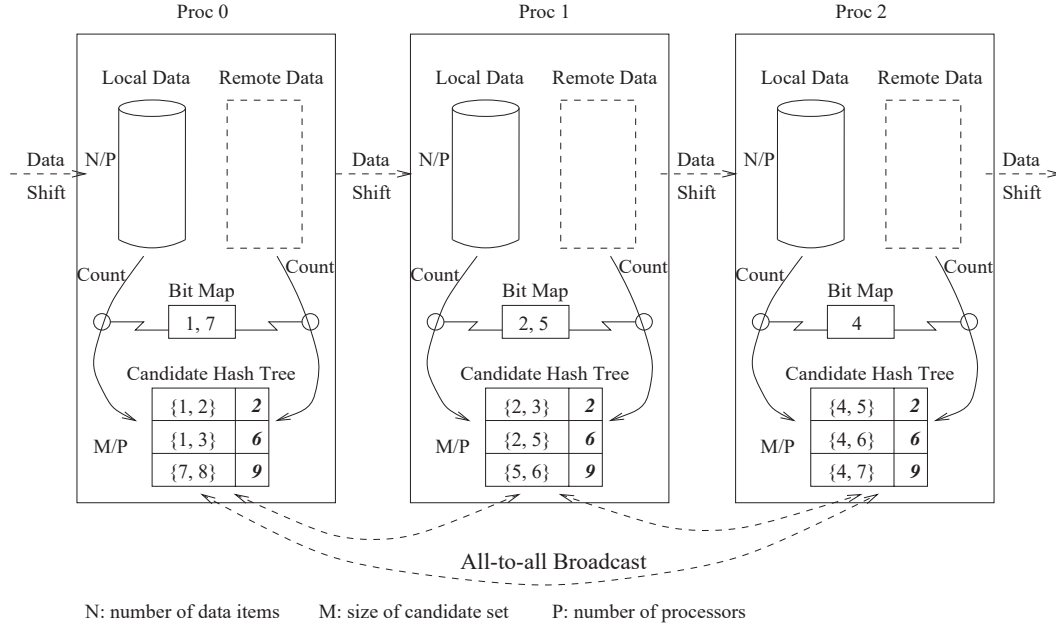 Proc 0 Proc 1 Proc 2
Local Data Remote Data Local Data Remote Data Local Data Remote Data
Data N/P Data N/P Data N/P Data
Shift Shift Shift Shift
Count Count Count Count Count Count
Bit Map Bit Map Bit Map
1, 7 2, 5 4
Candidate Hash Tree Candidate Hash Tree Candidate Hash Tree
{1, 2} 2 {2, 3} 2 {4, 5} 2
M/P {1, 3} 6 M/P {2, 5} 6 M/P {4, 6} 6
{7, 8} 9 {5, 6} 9 {4, 7} 9
All-to-all Broadcast
N: number of data items M: size of candidate set P: number of processors